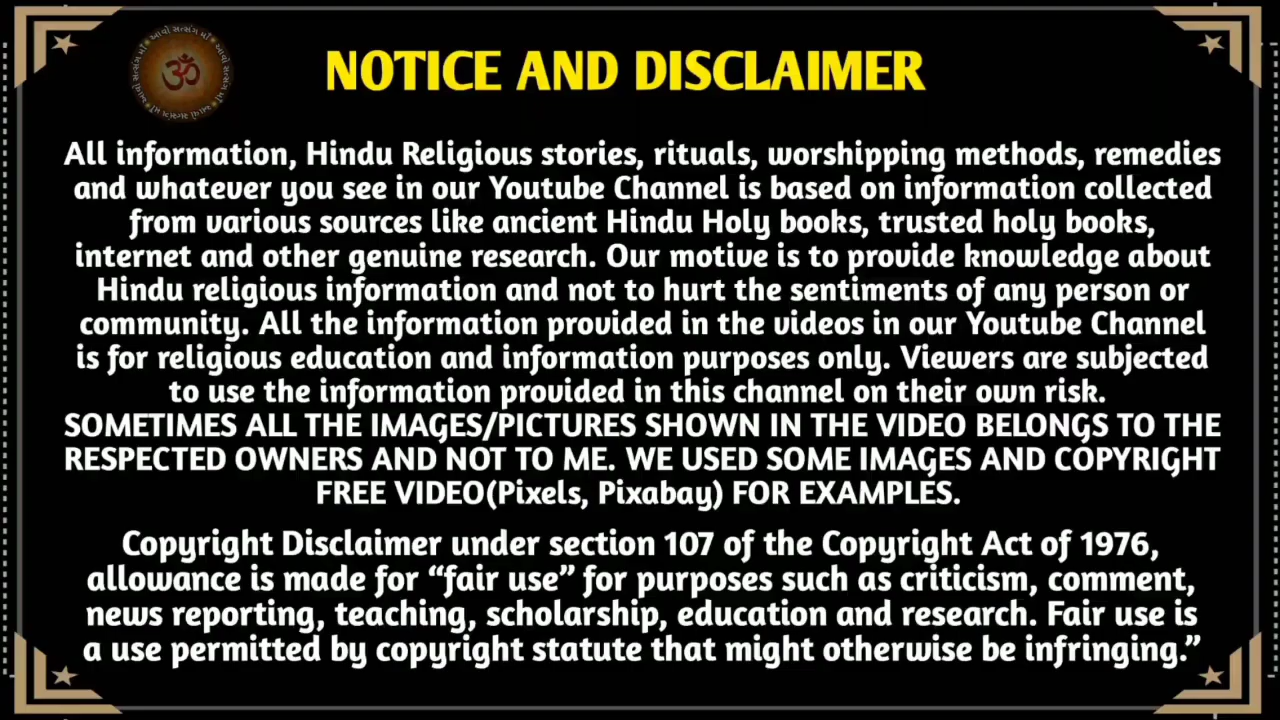 આવો સત્સંગ માઁ આવો સત્સંગ માઁ આવો સત્સંગ માઁ આવો સત્સંગ માઁ
ॐ
NOTICE AND DISCLAIMER
All information, Hindu Religious stories, rituals, worshipping methods, remedies
and whatever you see in our Youtube Channel is based on information collected
from various sources like ancient Hindu Holy books, trusted holy books,
internet and other genuine research. Our motive is to provide knowledge about
Hindu religious information and not to hurt the sentiments of any person or
community. All the information provided in the videos in our Youtube Channel
is for religious education and information purposes only. Viewers are subjected
to use the information provided in this channel on their own risk.
SOMETIMES ALL THE IMAGES/PICTURES SHOWN IN THE VIDEO BELONGS TO THE
RESPECTED OWNERS AND NOT TO ME. WE USED SOME IMAGES AND COPYRIGHT
FREE VIDEO(Pixels, Pixabay) FOR EXAMPLES.
Copyright Disclaimer under section 107 of the Copyright Act of 1976,
allowance is made for “fair use” for purposes such as criticism, comment,
news reporting, teaching, scholarship, education and research. Fair use is
a use permitted by copyright statute that might otherwise be infringing.”